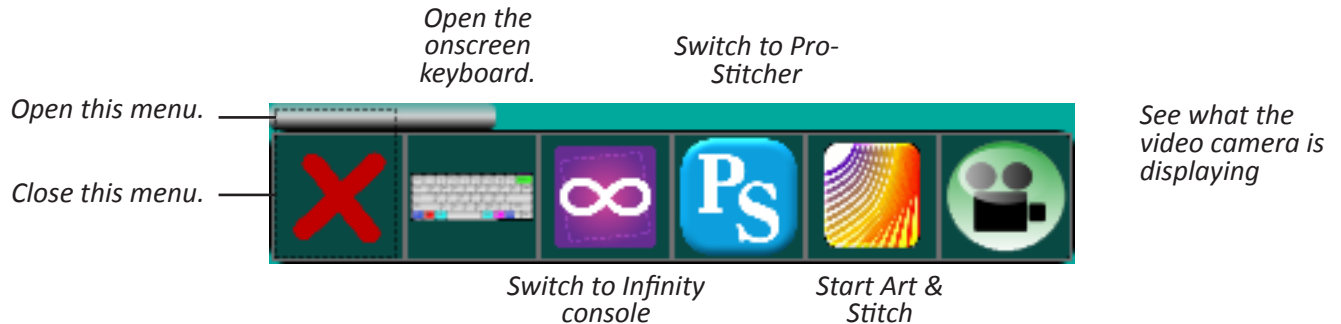 Open the
onscreen
keyboard.
Switch to Pro-
Stitcher
Open this menu.
See what the
video camera is
displaying
Close this menu.
PS
Switch to Infinity
console
Start Art &
Stitch